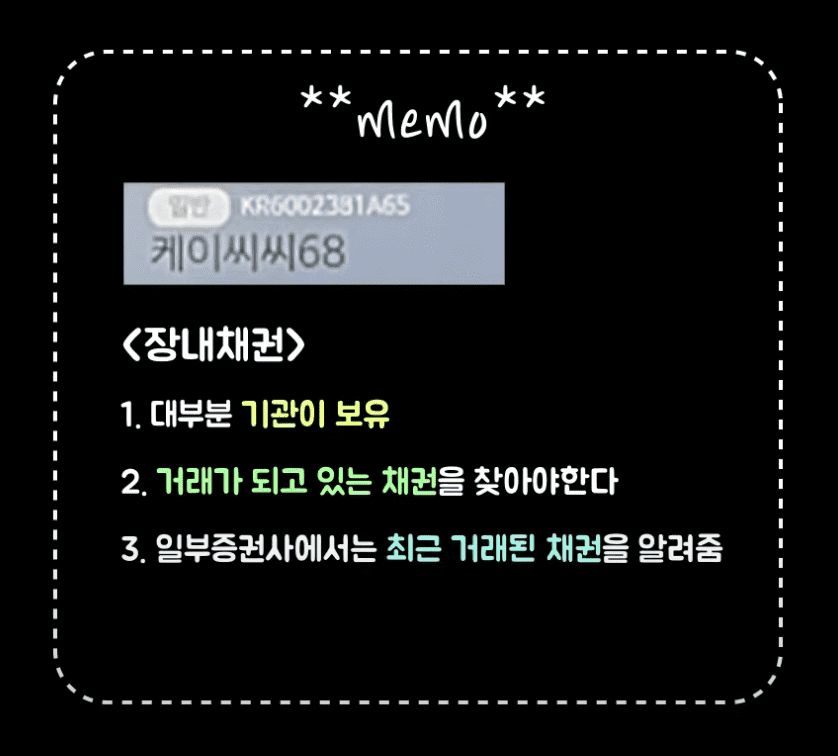 **memo**
일반 KR6002381A65
케이씨씨68
<장내채권>
1. 대부분 기관이 보유
2. 거래가 되고 있는 채권을 찾아야한다
3. 일부증권사에서는 최근 거래된 채권을 알려줌